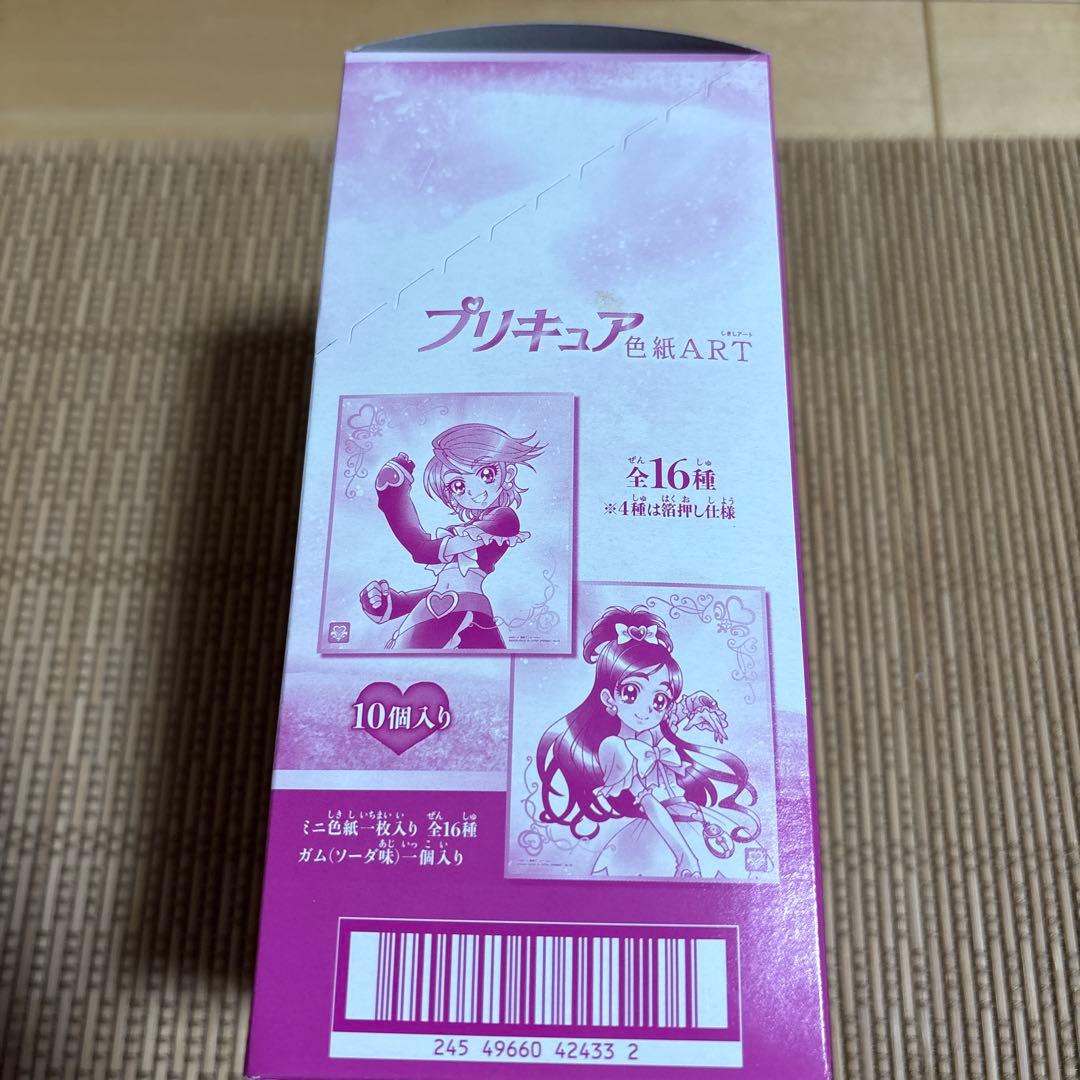 プリキュア色紙ART
しきしアート
ぜん しゅ
全16種
しゅ はく お し よう
※4種は箔押し仕様
10個入り
しき し いちまい い ぜん しゅ
ミニ色紙一枚入り 全16種
あじ いっ こ い
ガム(ソーダ味)一個入り
245 49660 42433 2